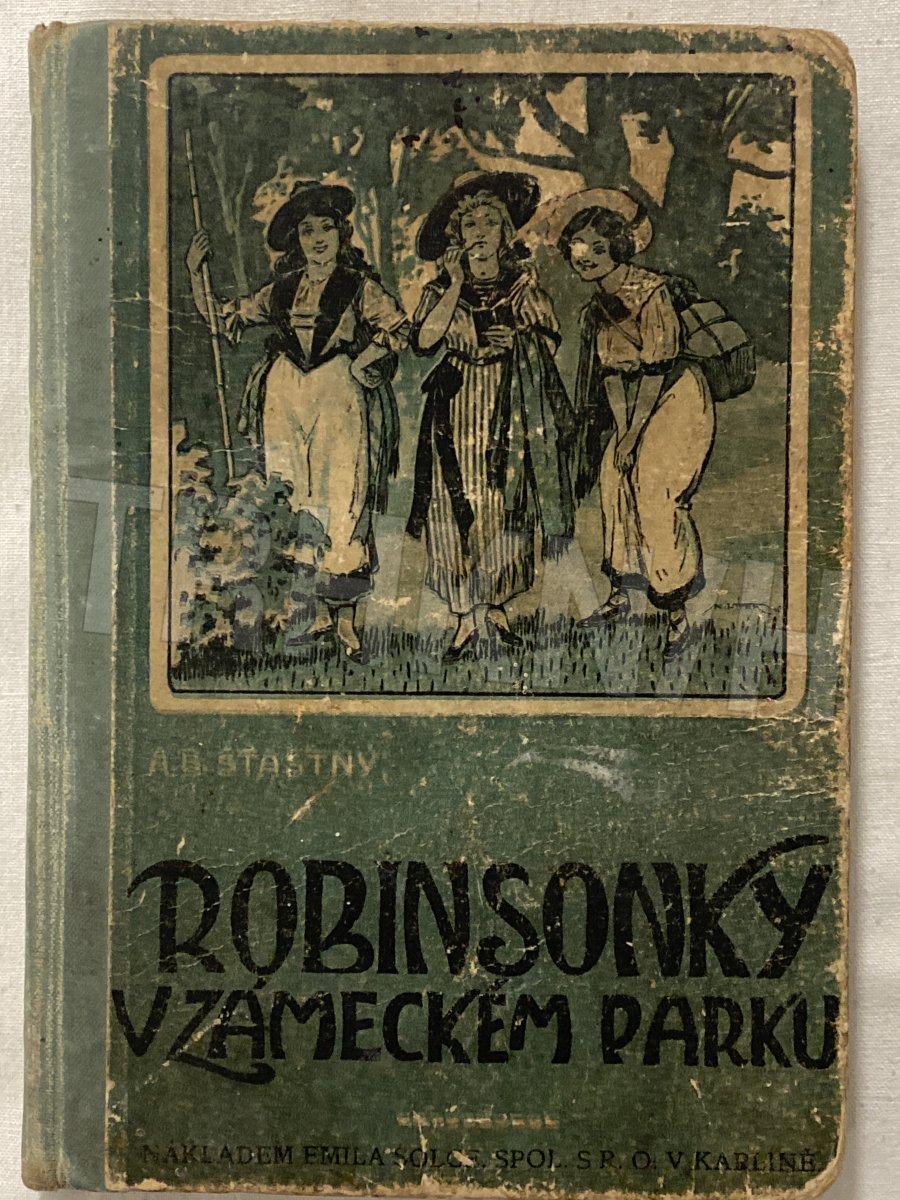 A. B. ŠŤASTNÝ
ROBINSONKY
V ZÁMECKÉM PARKU
NÁKLADEM EMILA ŠOLCE, SPOL. S R. O. V KARLÍNĚ.